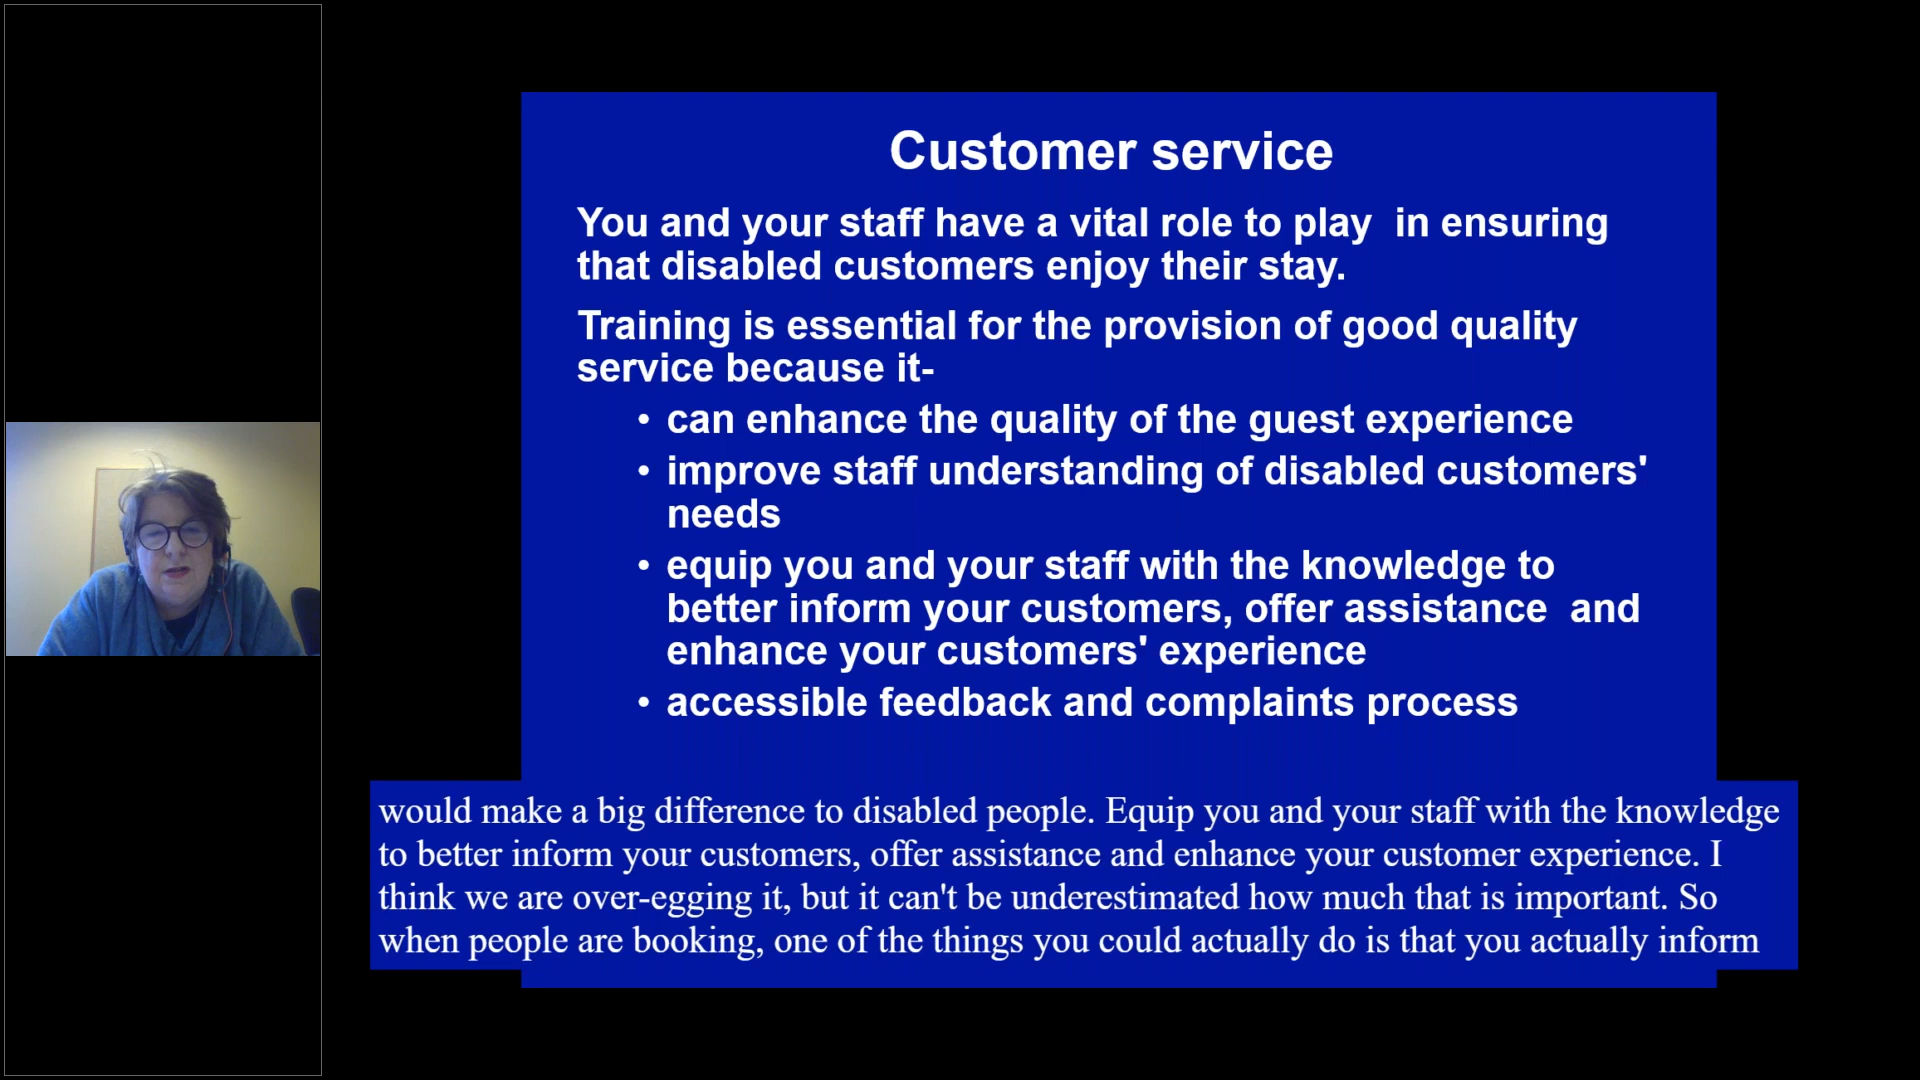 Customer service
You and your staff have a vital role to play  in ensuring
that disabled customers enjoy their stay.
Training is essential for the provision of good quality
service because it-
• can enhance the quality of the guest experience
• improve staff understanding of disabled customers'
needs
• equip you and your staff with the knowledge to
better inform your customers, offer assistance  and
enhance your customers' experience
• accessible feedback and complaints process
would make a big difference to disabled people. Equip you and your staff with the knowledge
to better inform your customers, offer assistance and enhance your customer experience. I
think we are over-egging it, but it can't be underestimated how much that is important. So
when people are booking, one of the things you could actually do is that you actually inform